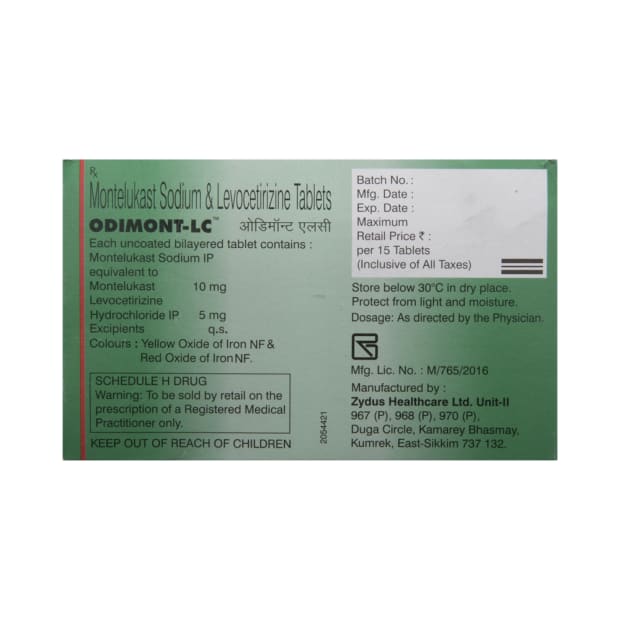 Rx
Montelukast Sodium & Levocetirizine Tablets
ODIMONT-LC™ ओडिमॉन्ट एलसी
Each uncoated bilayered tablet contains :
Montelukast Sodium IP
equivalent to
Montelukast 10 mg
Levocetirizine
Hydrochloride IP 5 mg
Excipients q.s.
Colours : Yellow Oxide of Iron NF &
Red Oxide of Iron NF.
SCHEDULE H DRUG
Warning: To be sold by retail on the
prescription of a Registered Medical
Practitioner only.
KEEP OUT OF REACH OF CHILDREN
2054421
Batch No. :
Mfg. Date :
Exp. Date :
Maximum
Retail Price ₹ :
per 15 Tablets
(Inclusive of All Taxes)
Store below 30°C in dry place.
Protect from light and moisture.
Dosage: As directed by the Physician.
Mfg. Lic. No. : M/765/2016
Manufactured by :
Zydus Healthcare Ltd. Unit-II
967 (P), 968 (P), 970 (P),
Duga Circle, Kamarey Bhasmay,
Kumrek, East-Sikkim 737 132.